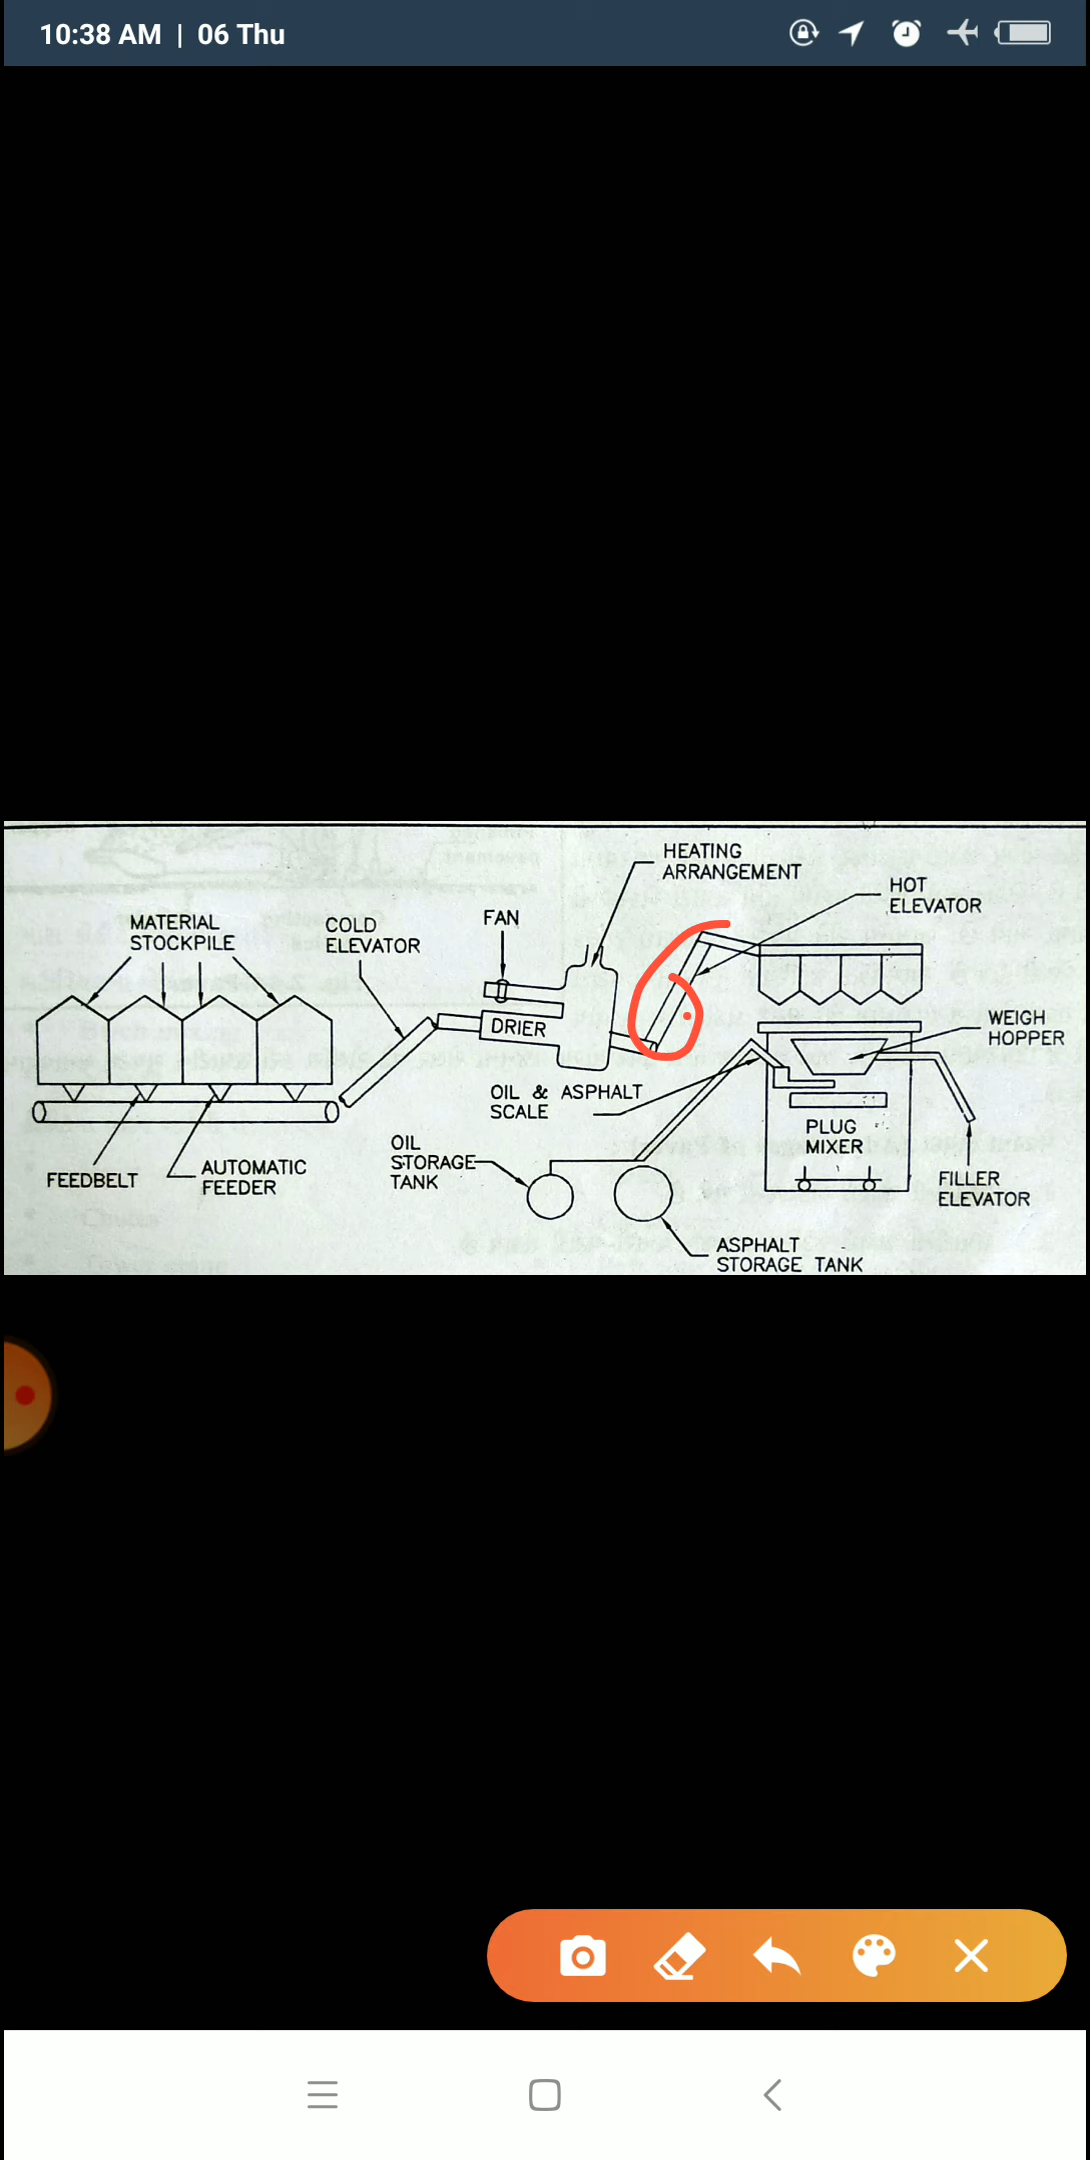 10:38 AM | 06 Thu
HEATING
ARRANGEMENT
HOT
ELEVATOR
MATERIAL
STOCKPILE
COLD
ELEVATOR
FAN
DRIER
WEIGH
HOPPER
OIL & ASPHALT
SCALE
PLUG
MIXER
OIL
STORAGE
TANK
FEEDBELT
AUTOMATIC
FEEDER
FILLER
ELEVATOR
ASPHALT
STORAGE TANK